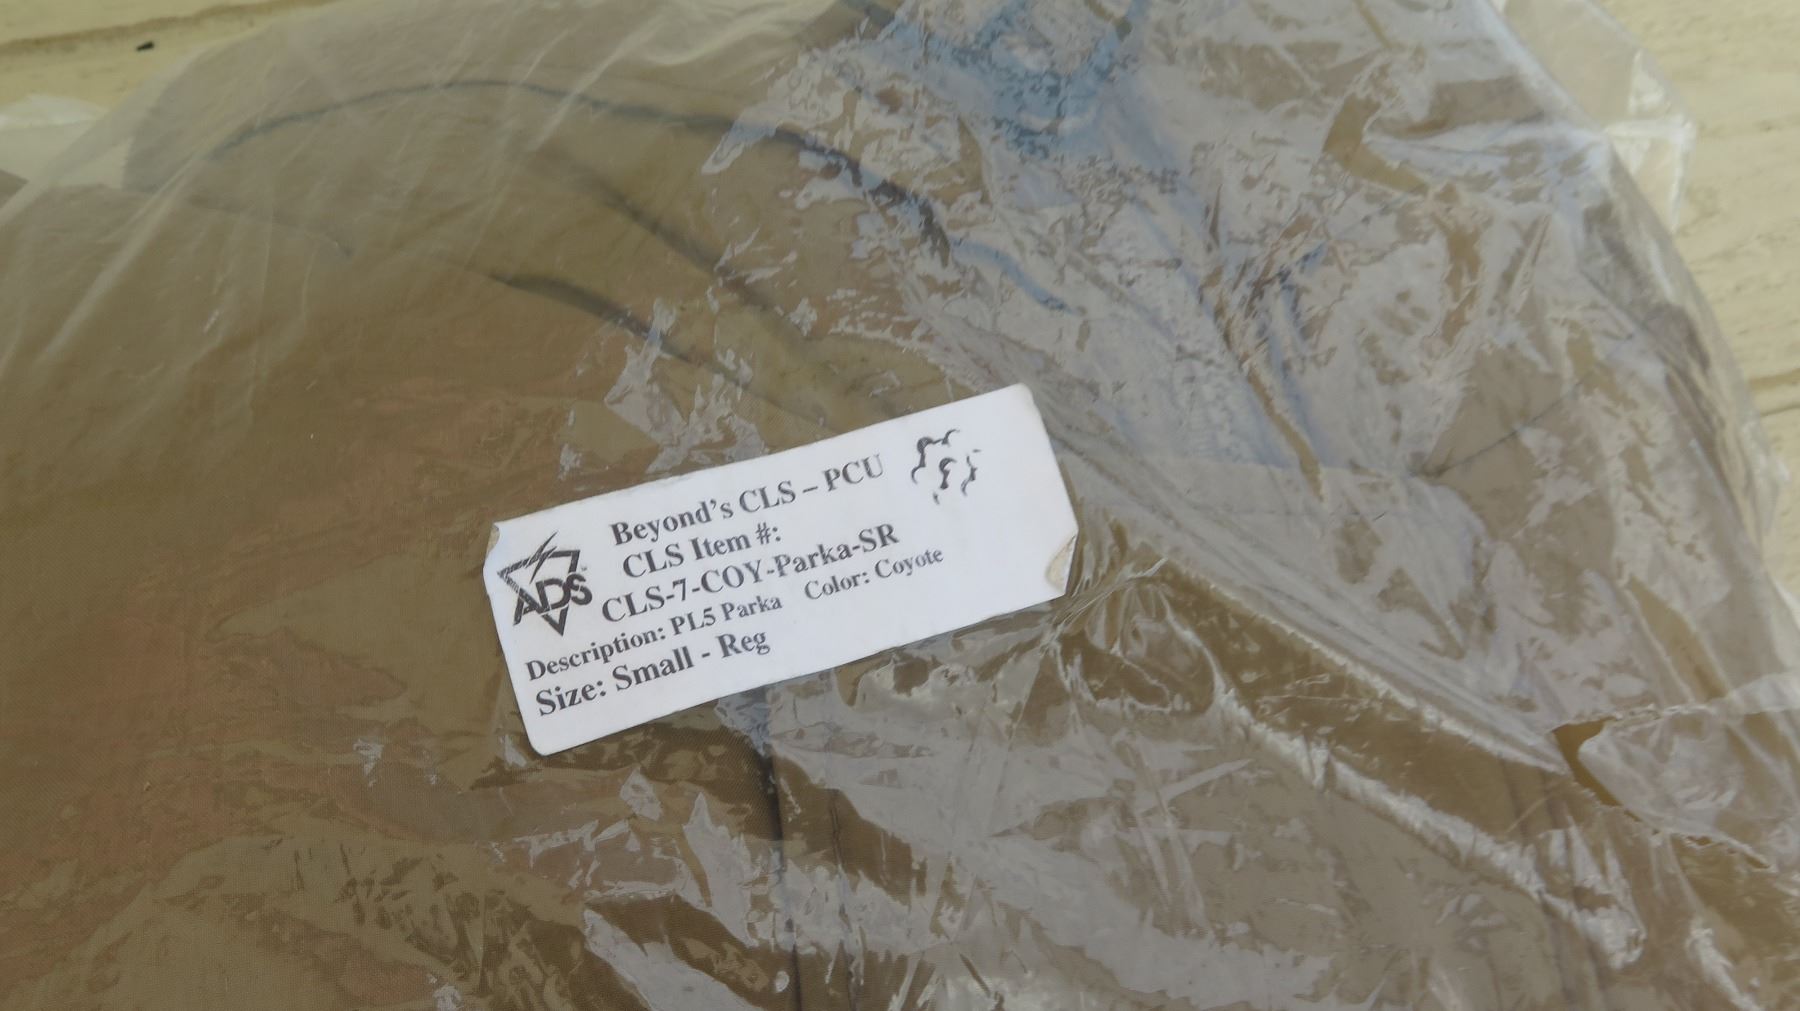 Beyond's CLS – PCU
CLS Item #:
CLS-7-COY-Parka-SR
ADS
Description: PL5 Parka Color: Coyote
Size: Small - Reg